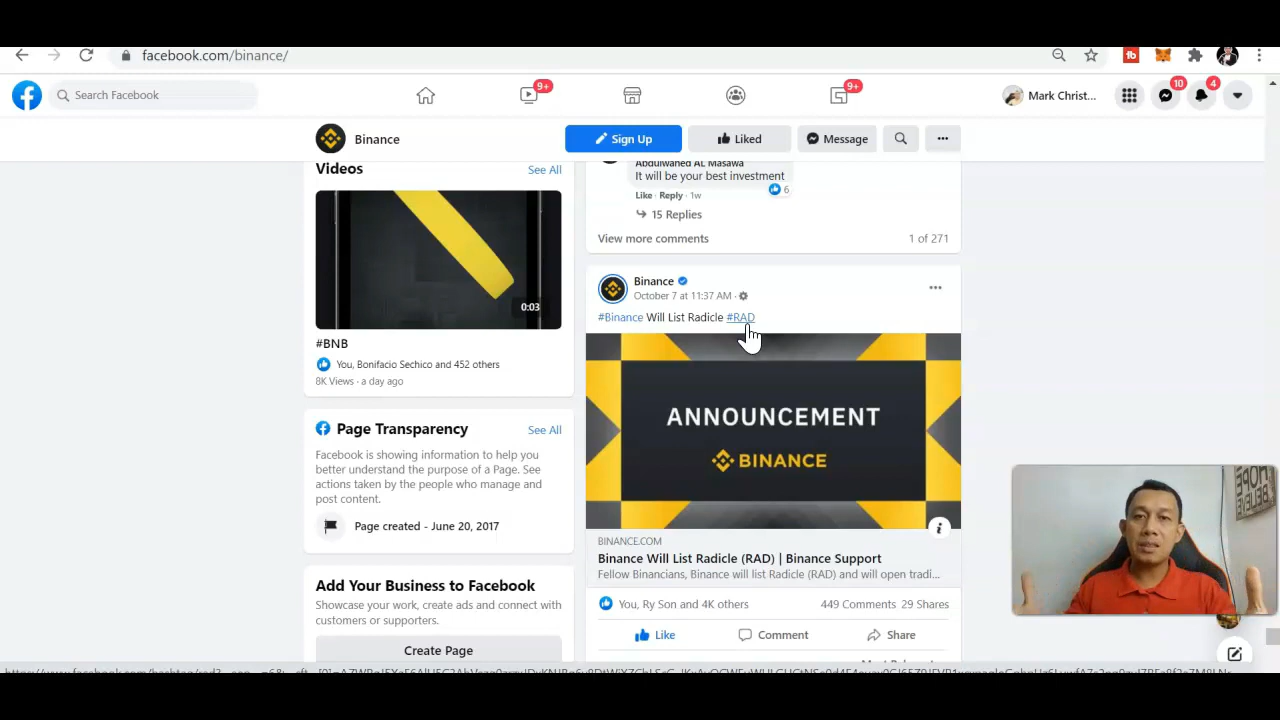 facebook.com/binance/
Search Facebook
9+
9+
Mark Christ...
10
4
Binance
Sign Up
Liked
Message
Videos
See All
0:03
#BNB
You, Bonifacio Sechico and 452 others
8K Views · a day ago
Page Transparency
See All
Facebook is showing information to help you
better understand the purpose of a Page. See
actions taken by the people who manage and
post content.
Page created - June 20, 2017
Add Your Business to Facebook
Showcase your work, create ads and connect with
customers or supporters.
Create Page
Abdulwahed AL Masawa
It will be your best investment
6
Like · Reply · 1w
15 Replies
View more comments
1 of 271
Binance
October 7 at 11:37 AM ·
#Binance Will List Radicle #RAD
ANNOUNCEMENT
BINANCE
BINANCE.COM
Binance Will List Radicle (RAD) | Binance Support
Fellow Binancians, Binance will list Radicle (RAD) and will open tradi...
You, Ry Son and 4K others
449 Comments 29 Shares
Like
Comment
Share